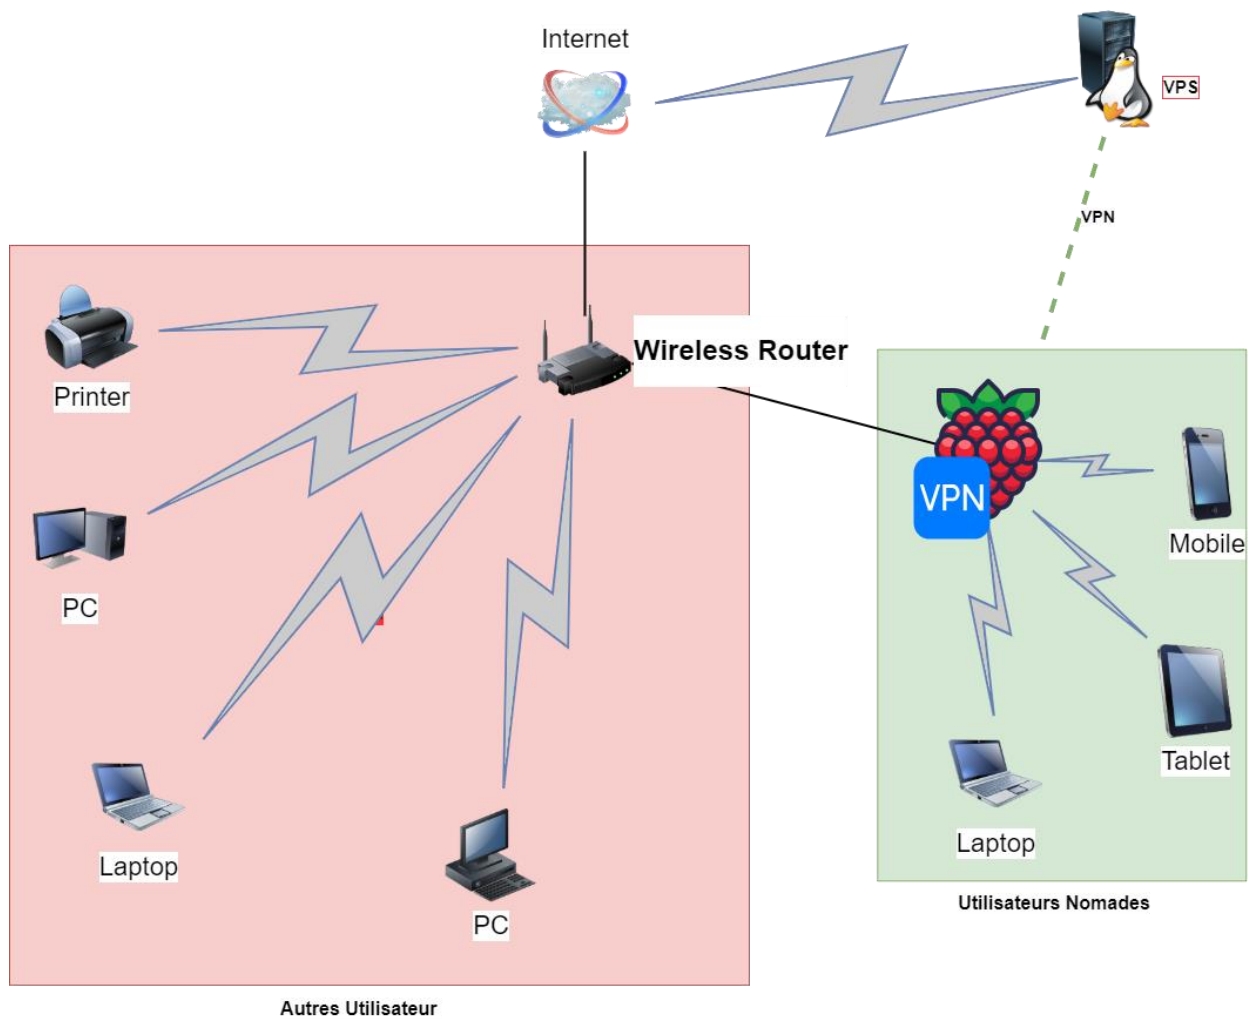 Internet
VPS
VPN
Wireless Router
Printer
VPN
Mobile
PC
Tablet
Laptop
Laptop
PC
Utilisateurs Nomades
Autres Utilisateur